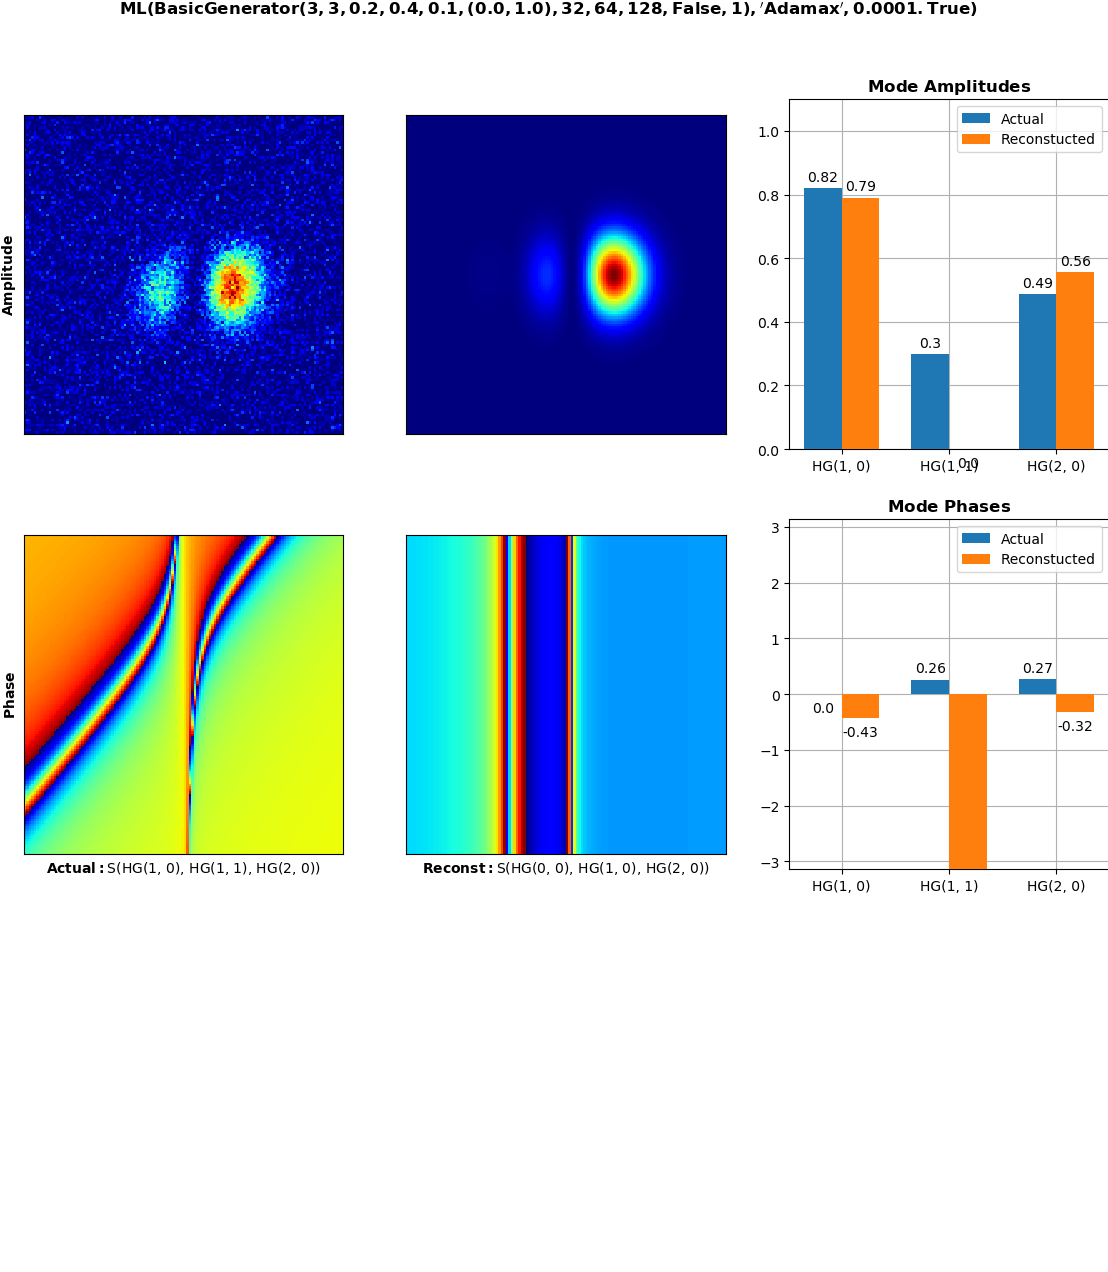 ML(BasicGenerator(3, 3, 0.2, 0.4, 0.1, (0.0, 1.0), 32, 64, 128, False, 1), ′Adamax′, 0.0001. True)
Amplitude
Mode Amplitudes
Actual
Reconstucted
1.0
0.8
0.6
0.4
0.2
0.0
0.82
0.79
0.3
0.0
0.49
0.56
HG(1, 0)
HG(1, 1)
HG(2, 0)
Phase
Actual: S(HG(1, 0), HG(1, 1), HG(2, 0))
Reconst: S(HG(0, 0), HG(1, 0), HG(2, 0))
Mode Phases
Actual
Reconstucted
3
2
1
0
−1
−2
−3
0.0
-0.43
0.26
0.27
-0.32
HG(1, 0)
HG(1, 1)
HG(2, 0)